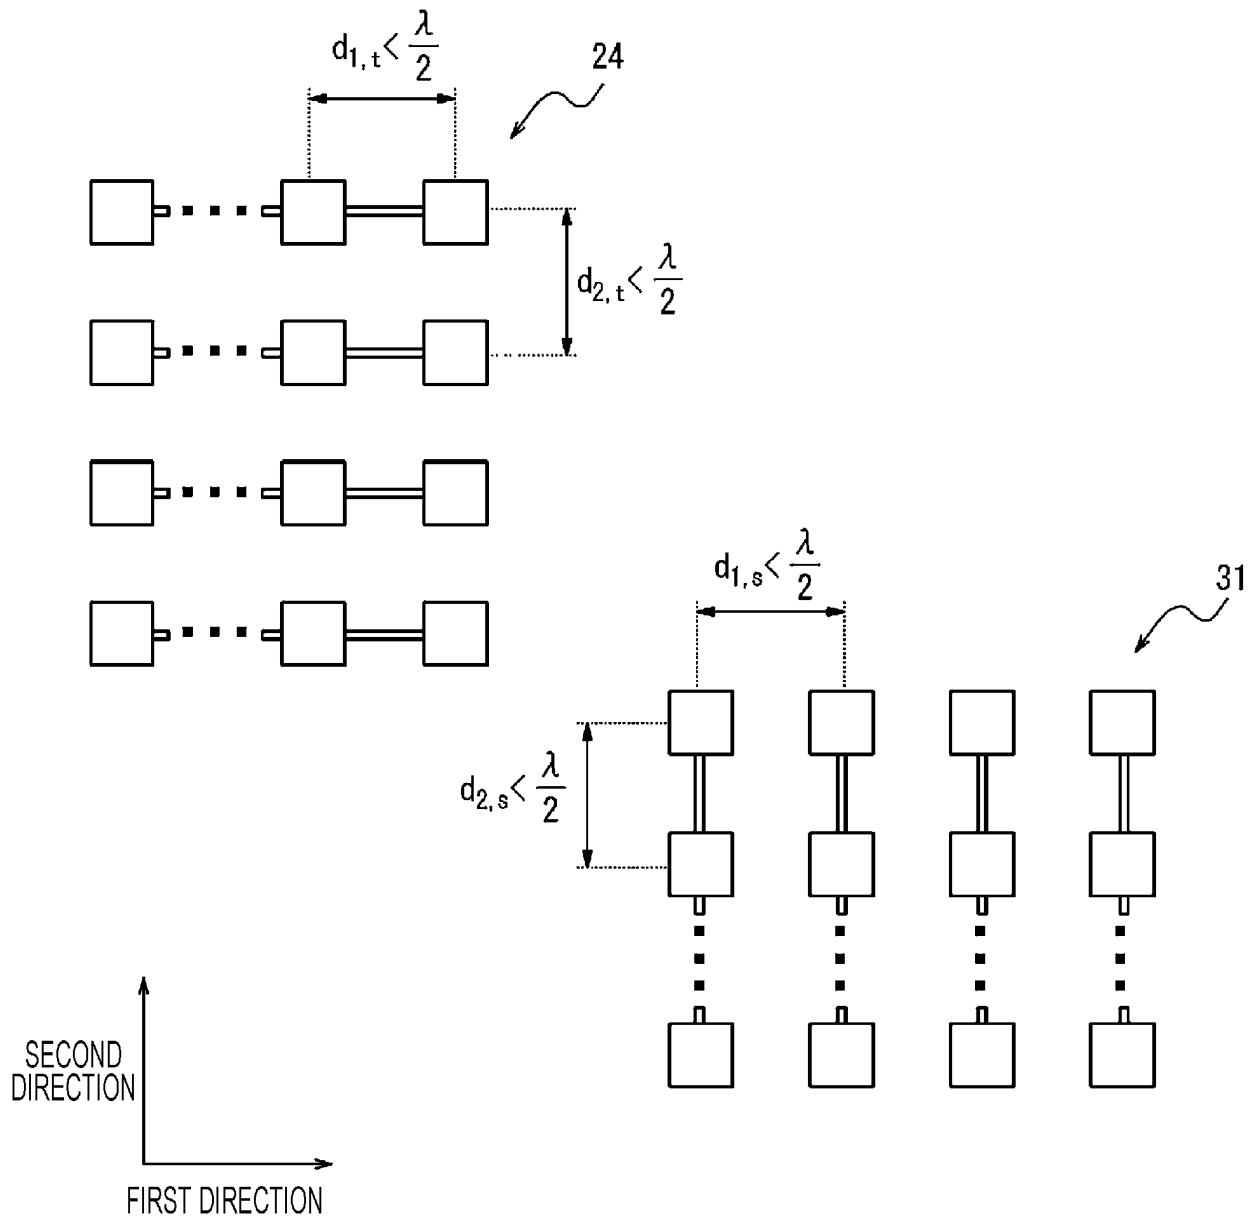 d1,t < λ/2
24
d2,t < λ/2
d1,s < λ/2
31
d2,s < λ/2
SECOND
DIRECTION
FIRST DIRECTION